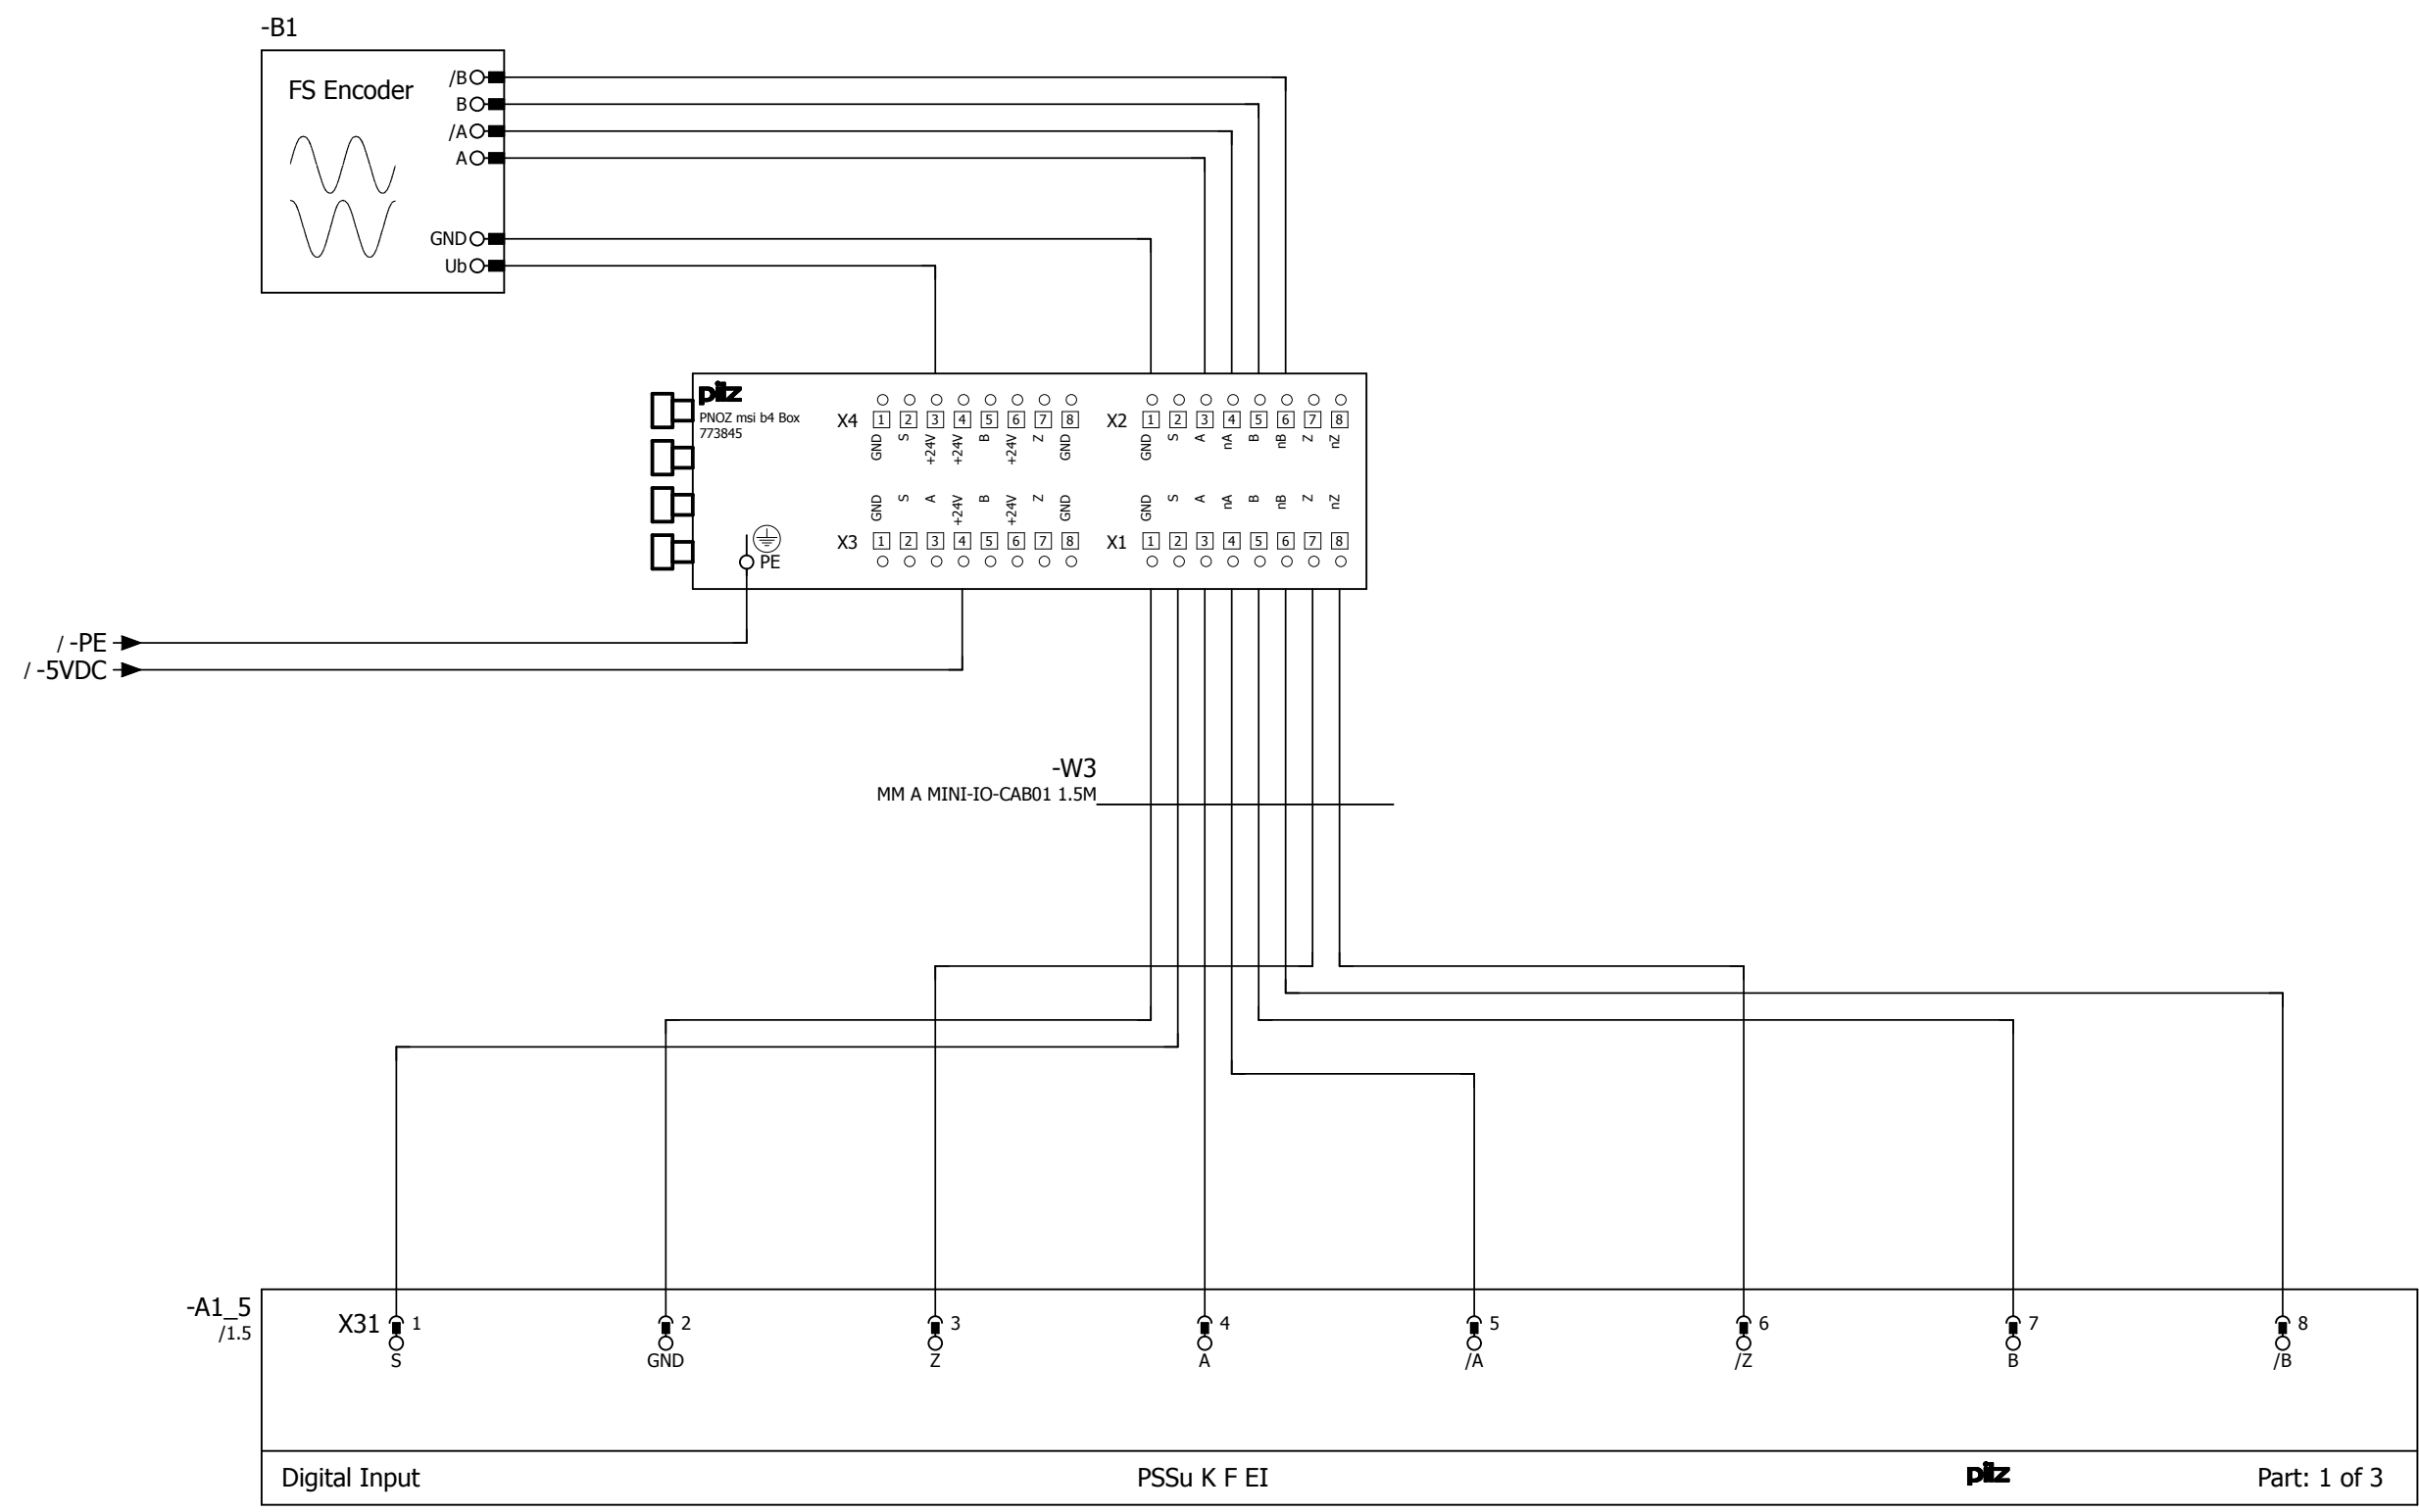 -B1
FS Encoder
/B
B
/A
A
GND
Ub
pilz
PNOZ msi b4 Box
773845
X4 1 2 3 4 5 6 7 8
GND S +24V +24V B +24V Z GND
X2 1 2 3 4 5 6 7 8
GND S A nA B nB Z nZ
GND S A +24V B +24V Z GND
X3 1 2 3 4 5 6 7 8
GND S A nA B nB Z nZ
X1 1 2 3 4 5 6 7 8
PE
/ -PE
/ -5VDC
-W3
MM A MINI-IO-CAB01 1.5M
-A1_5
/1.5
X31 1 2 3 4 5 6 7 8
S GND Z A /A /Z B /B
Digital Input PSSu K F EI pilz Part: 1 of 3